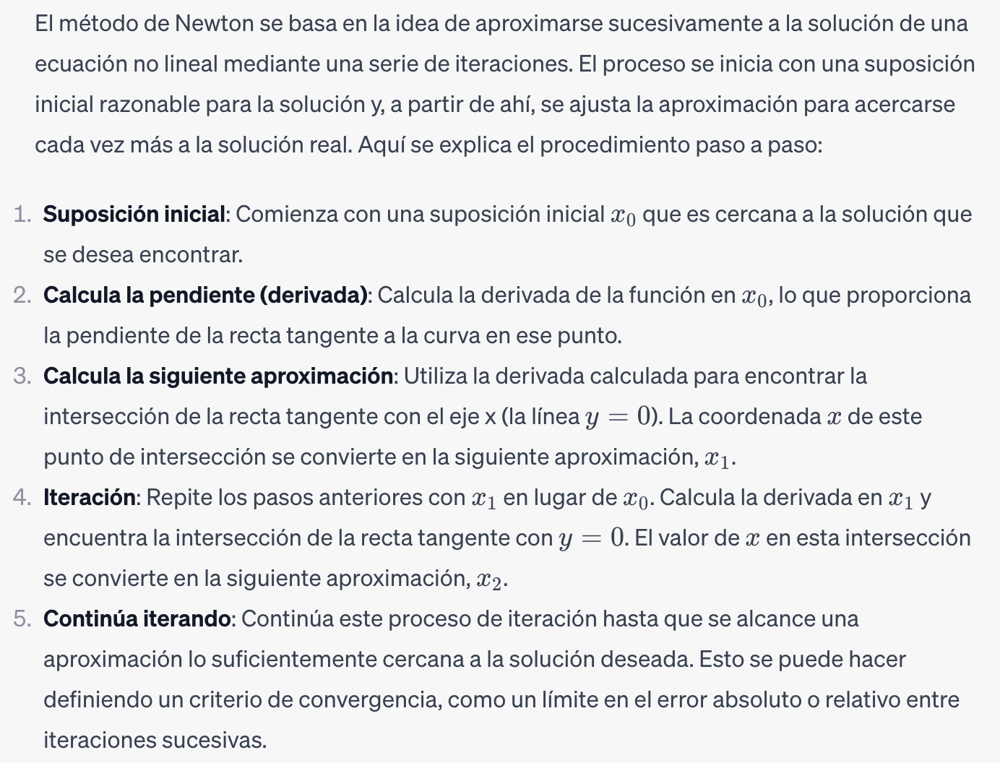 El método de Newton se basa en la idea de aproximarse sucesivamente a la solución de una
ecuación no lineal mediante una serie de iteraciones. El proceso se inicia con una suposición
inicial razonable para la solución y, a partir de ahí, se ajusta la aproximación para acercarse
cada vez más a la solución real. Aquí se explica el procedimiento paso a paso:
1. Suposición inicial: Comienza con una suposición inicial x₀ que es cercana a la solución que
se desea encontrar.
2. Calcula la pendiente (derivada): Calcula la derivada de la función en x₀, lo que proporciona
la pendiente de la recta tangente a la curva en ese punto.
3. Calcula la siguiente aproximación: Utiliza la derivada calculada para encontrar la
intersección de la recta tangente con el eje x (la línea y = 0). La coordenada x de este
punto de intersección se convierte en la siguiente aproximación, x₁.
4. Iteración: Repite los pasos anteriores con x₁ en lugar de x₀. Calcula la derivada en x₁ y
encuentra la intersección de la recta tangente con y = 0. El valor de x en esta intersección
se convierte en la siguiente aproximación, x₂.
5. Continúa iterando: Continúa este proceso de iteración hasta que se alcance una
aproximación lo suficientemente cercana a la solución deseada. Esto se puede hacer
definiendo un criterio de convergencia, como un límite en el error absoluto o relativo entre
iteraciones sucesivas.